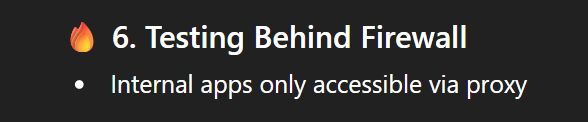 🔥 6. Testing Behind Firewall
• Internal apps only accessible via proxy